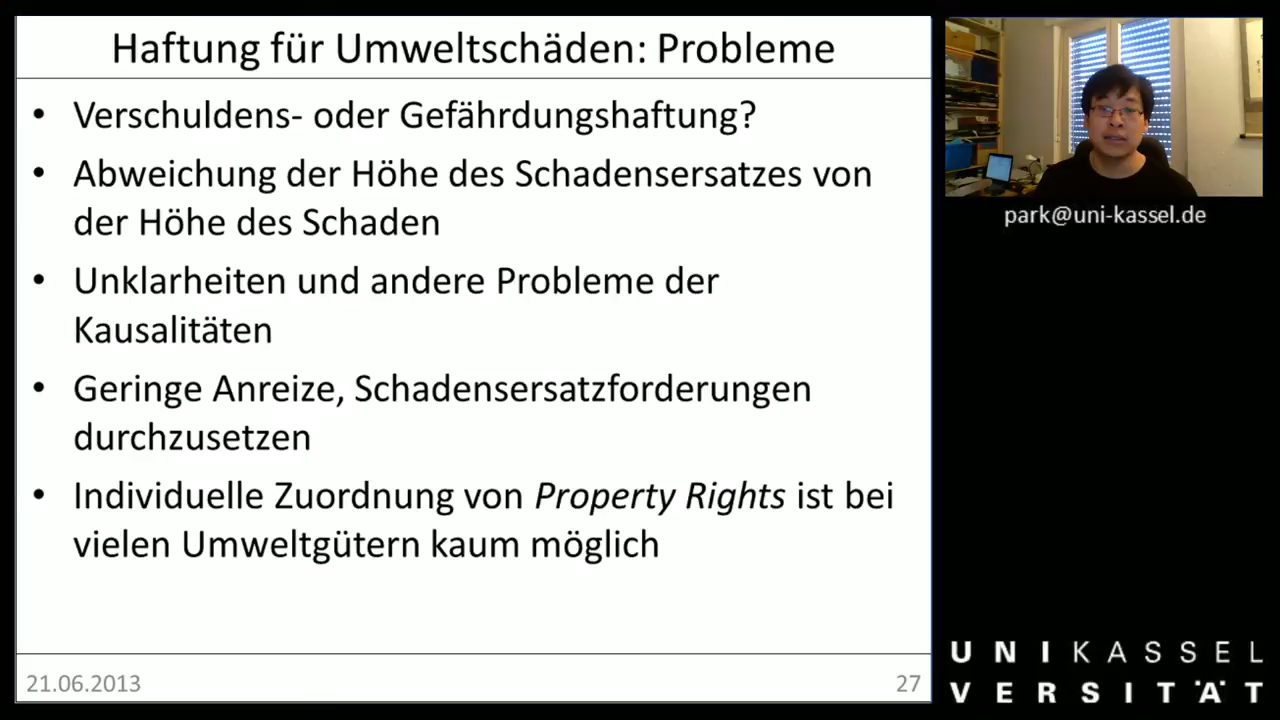 Haftung für Umweltschäden: Probleme
• Verschuldens- oder Gefährdungshaftung?
• Abweichung der Höhe des Schadensersatzes von
der Höhe des Schaden
• Unklarheiten und andere Probleme der
Kausalitäten
• Geringe Anreize, Schadensersatzforderungen
durchzusetzen
• Individuelle Zuordnung von Property Rights ist bei
vielen Umweltgütern kaum möglich
21.06.2013
27
park@uni-kassel.de
UNIKASSEL
VERSITÄT